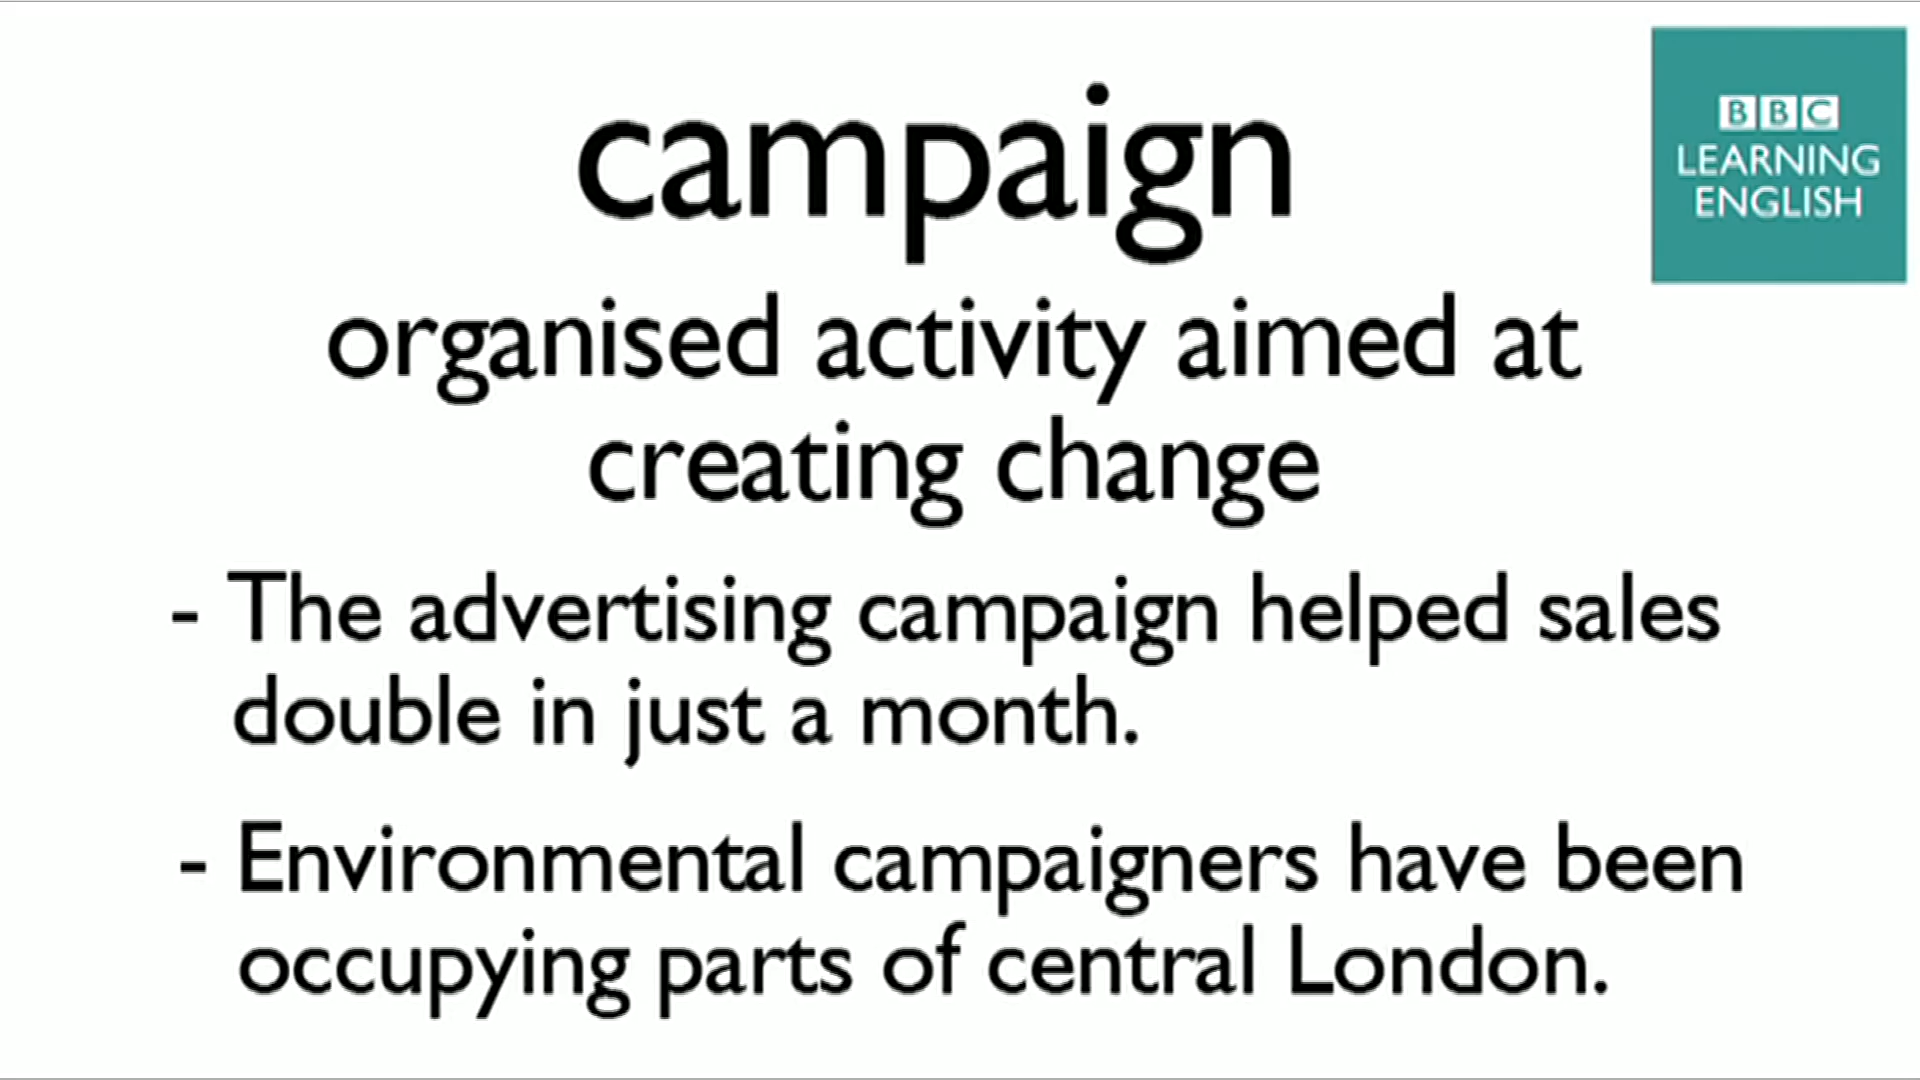 campaign
BBC
LEARNING
ENGLISH
organised activity aimed at
creating change
- The advertising campaign helped sales
double in just a month.
- Environmental campaigners have been
occupying parts of central London.